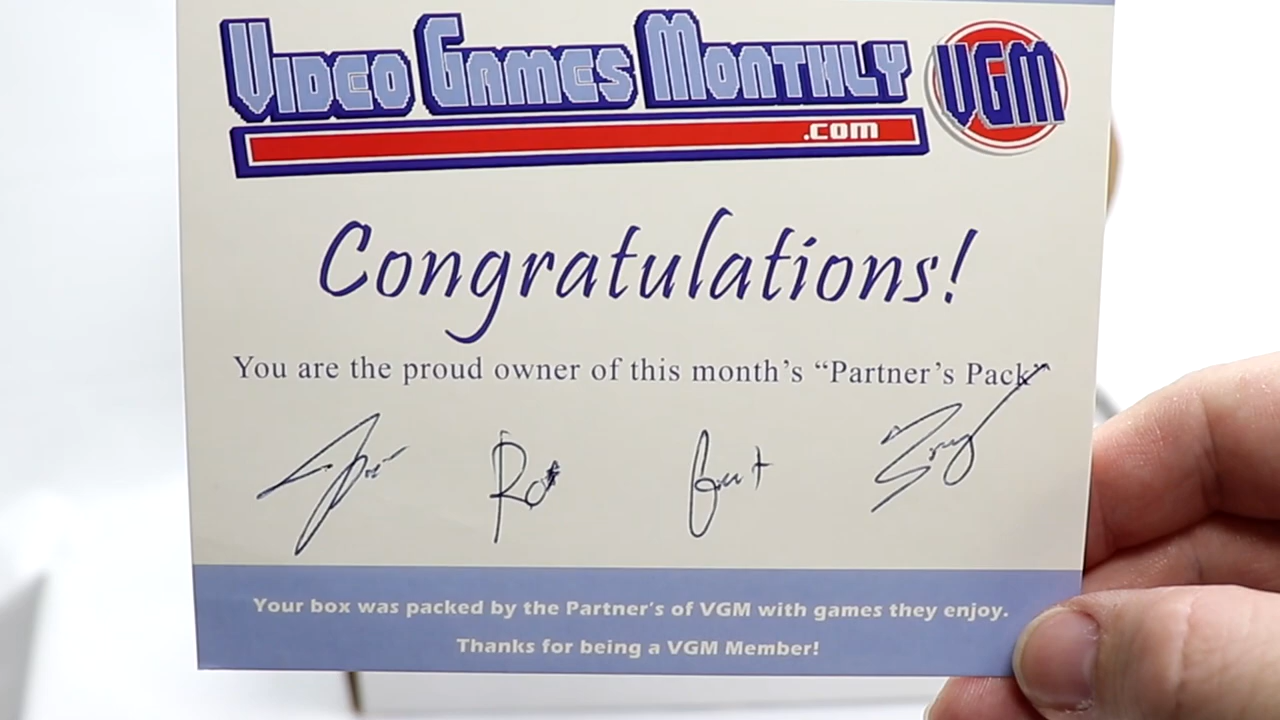 VIDEO GAMES MONTHLY
.com
VGM
Congratulations!
You are the proud owner of this month's “Partner's Pack”
Your box was packed by the Partner's of VGM with games they enjoy.
Thanks for being a VGM Member!